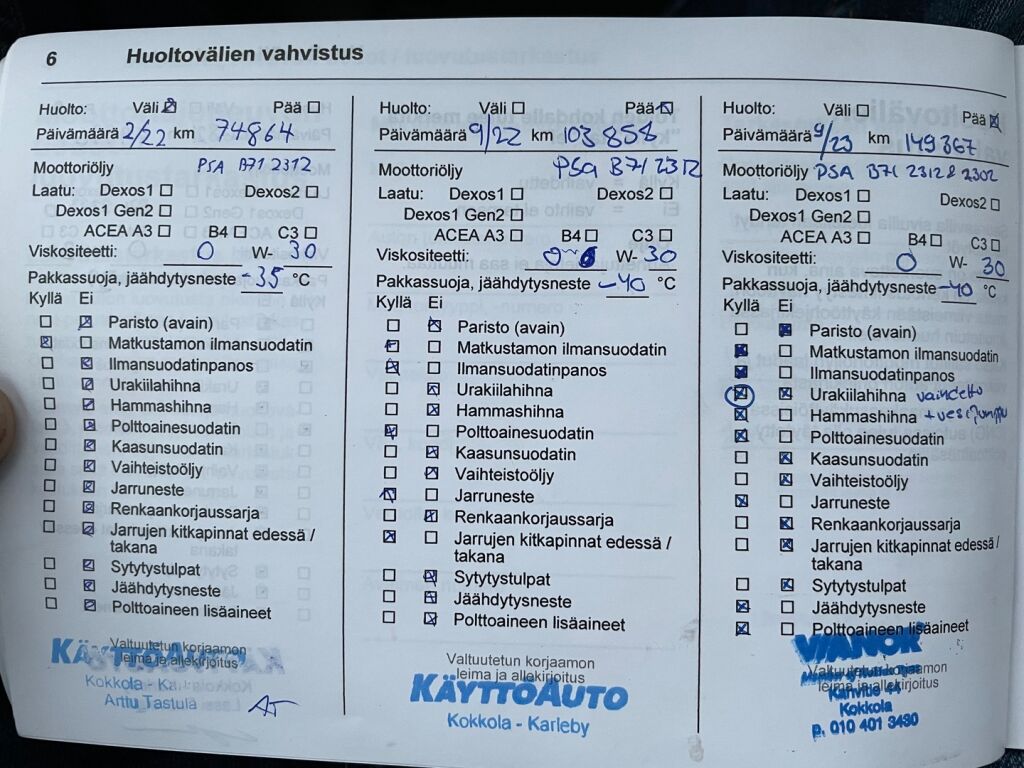 6 Huoltovälien vahvistus
Huolto: Väli ☒ Pää ☐
Päivämäärä 2/22 km 74864
Moottoriöljy PSA B71 2312
Laatu: Dexos1 ☐ Dexos2 ☐
Dexos1 Gen2 ☐
ACEA A3 ☐ B4 ☐ C3 ☐
Viskositeetti: 0 W- 30
Pakkassuoja, jäähdytysneste -35 °C
Kyllä Ei
☐ ☒ Paristo (avain)
☒ ☐ Matkustamon ilmansuodatin
☐ ☒ Ilmansuodatinpanos
☐ ☒ Urakiilahihna
☐ ☒ Hammashihna
☐ ☒ Polttoainesuodatin
☐ ☒ Kaasunsuodatin
☐ ☒ Vaihteistoöljy
☐ ☒ Jarruneste
☐ ☒ Renkaankorjaussarja
☐ ☒ Jarrujen kitkapinnat edessä /
takana
☐ ☒ Sytytystulpat
☐ ☒ Jäähdytysneste
☐ ☒ Polttoaineen lisäaineet
Valtuutetun korjaamon
leima ja allekirjoitus
KÄYTTÖAUTO
Kokkola
Arttu Tastula AT
Huolto: Väli ☐ Pää ☒
Päivämäärä 9/22 km 103858
Moottoriöljy PSA B71 2312
Laatu: Dexos1 ☐ Dexos2 ☐
Dexos1 Gen2 ☐
ACEA A3 ☐ B4 ☐ C3 ☐
Viskositeetti: 0 W- 30
Pakkassuoja, jäähdytysneste -40 °C
Kyllä Ei
☐ ☒ Paristo (avain)
☒ ☐ Matkustamon ilmansuodatin
☒ ☐ Ilmansuodatinpanos
☐ ☒ Urakiilahihna
☐ ☒ Hammashihna
☒ ☐ Polttoainesuodatin
☐ ☒ Kaasunsuodatin
☐ ☒ Vaihteistoöljy
☒ ☐ Jarruneste
☐ ☒ Renkaankorjaussarja
☒ ☐ Jarrujen kitkapinnat edessä /
takana
☐ ☒ Sytytystulpat
☐ ☒ Jäähdytysneste
☐ ☒ Polttoaineen lisäaineet
Valtuutetun korjaamon
leima ja allekirjoitus
KÄYTTÖAUTO
Kokkola - Karleby
Huolto: Väli ☐ Pää ☒
Päivämäärä 9/23 km 149367
Moottoriöljy PSA B71 2312 & 2302
Laatu: Dexos1 ☐ Dexos2 ☐
Dexos1 Gen2 ☐
ACEA A3 ☐ B4 ☐ C3 ☐
Viskositeetti: 0 W- 30
Pakkassuoja, jäähdytysneste -40 °C
Kyllä Ei
☐ ☒ Paristo (avain)
☒ ☐ Matkustamon ilmansuodatin
☒ ☐ Ilmansuodatinpanos
☒ ☒ Urakiilahihna vaihdettu
☒ ☐ Hammashihna + vesipumppu
☒ ☐ Polttoainesuodatin
☐ ☒ Kaasunsuodatin
☐ ☒ Vaihteistoöljy
☒ ☐ Jarruneste
☐ ☒ Renkaankorjaussarja
☐ ☒ Jarrujen kitkapinnat edessä /
takana
☐ ☒ Sytytystulpat
☒ ☐ Jäähdytysneste
☒ ☐ Polttoaineen lisäaineet
VIANOR
Valtuutetun korjaamon
leima ja allekirjoitus
Kanvitie 44
Kokkola
p. 010 401 3430